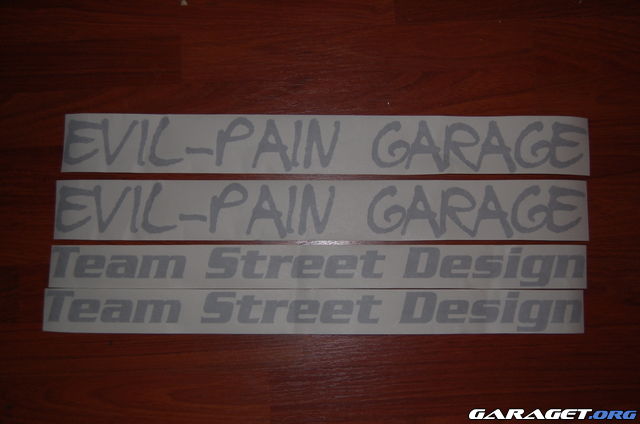 EVIL-PAIN GARAGE
EVIL-PAIN GARAGE
Team Street Design
Team Street Design
GARAGET.ORG